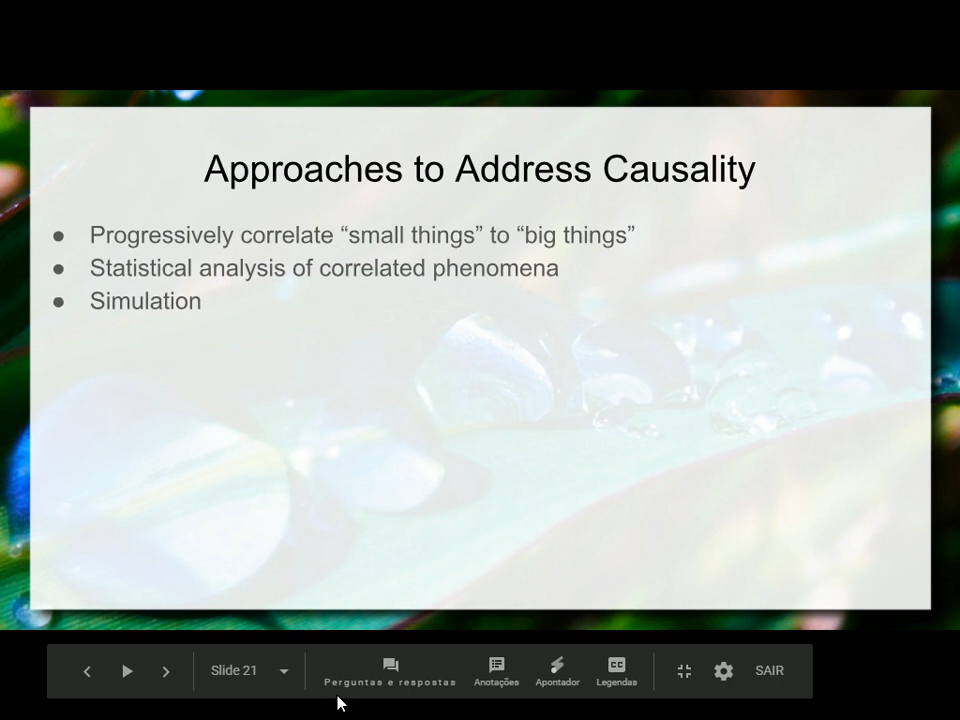 Approaches to Address Causality
● Progressively correlate “small things” to “big things”
● Statistical analysis of correlated phenomena
● Simulation
Slide 21
Perguntas e respostas
Anotações
Apontador
CC
Legendas
SAIR